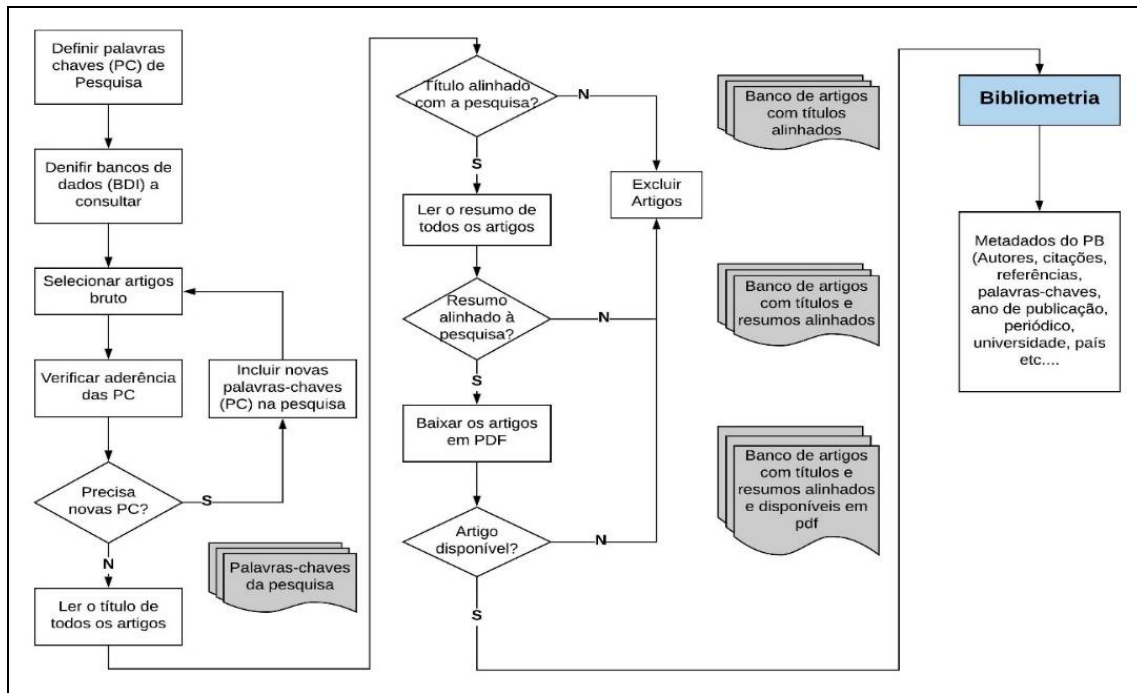 Definir palavras
chaves (PC) de
Pesquisa
Denifir bancos de
dados (BDI) a
consultar
Selecionar artigos
bruto
Verificar aderência
das PC
Incluir novas
palavras-chaves
(PC) na pesquisa
Precisa
novas PC?
S
N
Palavras-chaves
da pesquisa
Ler o título de
todos os artigos
Título alinhado
com a pesquisa?
N
S
Excluir
Artigos
Ler o resumo de
todos os artigos
Resumo
alinhado à
pesquisa?
N
S
Baixar os artigos
em PDF
Artigo
disponível?
N
S
Banco de artigos
com títulos
alinhados
Banco de artigos
com títulos e
resumos alinhados
Banco de artigos
com títulos e
resumos alinhados
e disponíveis em
pdf
Bibliometria
Metadados do PB
(Autores, citações,
referências,
palavras-chaves,
ano de publicação,
periódico,
universidade, país
etc....